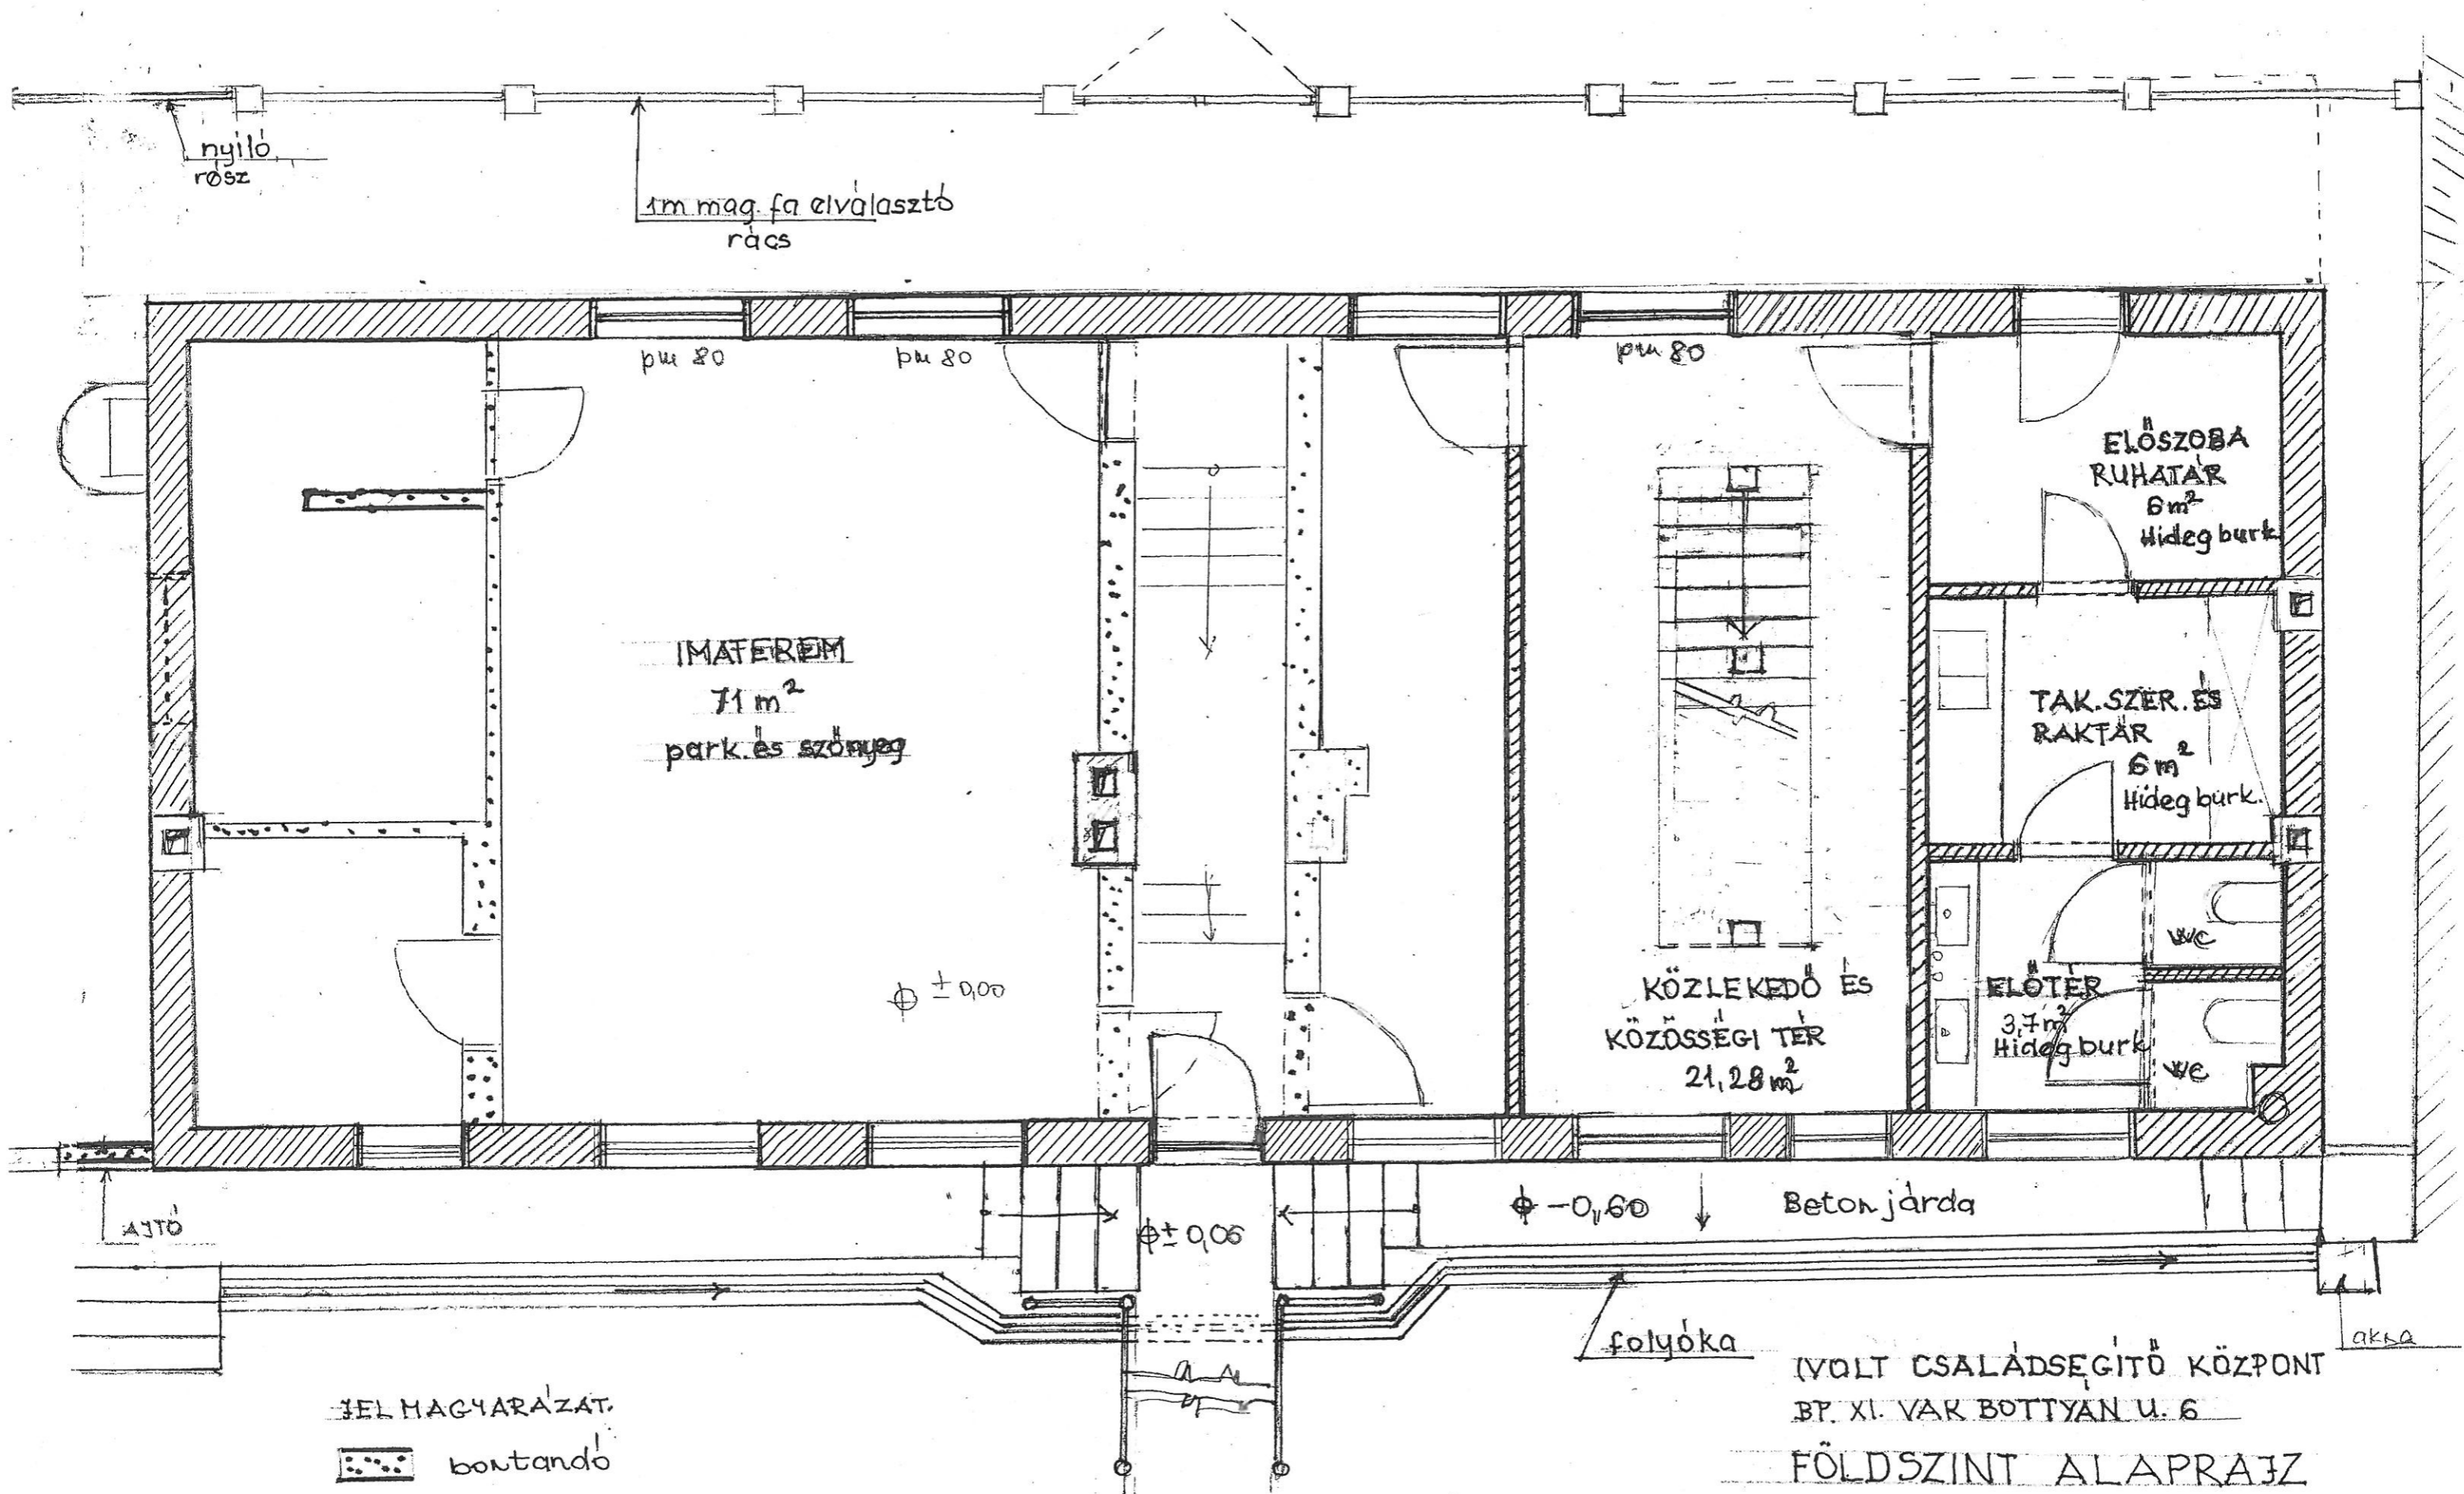 nyiló
rész
1m mag. fa elválasztó
rács
pm 80
pm 80
pm 80
ELŐSZOBA
RUHATÁR
6 m²
Hideg burk
IMATEREM
71 m²
park. és szőnyeg
TAK. SZER. ÉS
RAKTÁR
6 m²
Hideg burk.
WC
± 0,00
KÖZLEKEDŐ ÉS
KÖZÖSSÉGI TÉR
21,28 m²
ELŐTÉR
3,7 m²
Hideg burk
WC
AJTÓ
± 0,06
-0,60
Beton járda
folyóka
akna
JELMAGYARÁZAT.
bontandó
(VOLT CSALÁDSEGÍTŐ KÖZPONT
BP. XI. VAK BOTTYÁN U. 6
FÖLDSZINT ALAPRAJZ